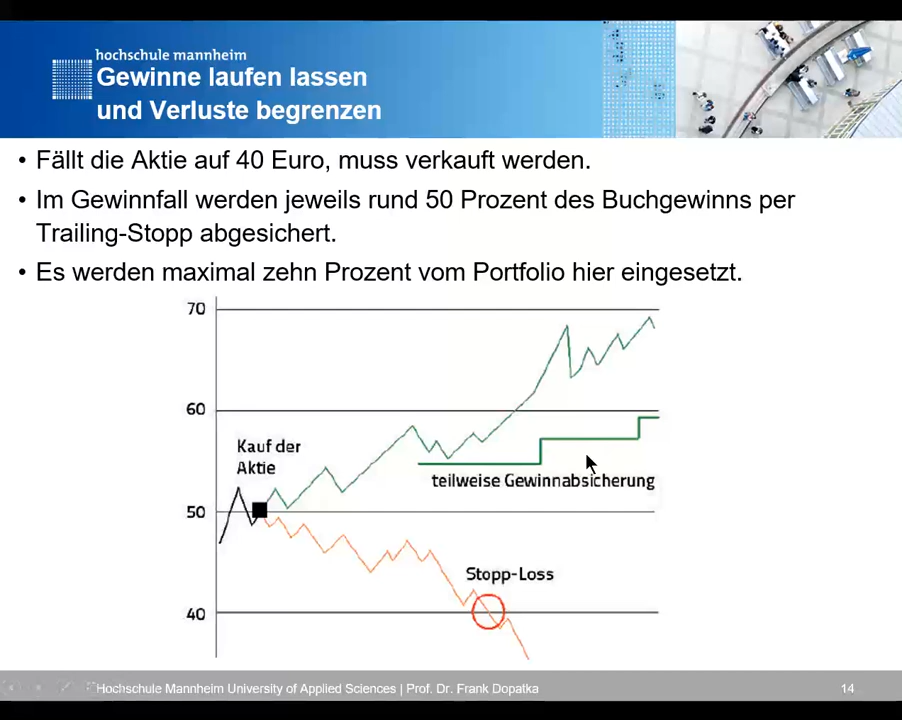 hochschule mannheim
Gewinne laufen lassen
und Verluste begrenzen
• Fällt die Aktie auf 40 Euro, muss verkauft werden.
• Im Gewinnfall werden jeweils rund 50 Prozent des Buchgewinns per
Trailing-Stopp abgesichert.
• Es werden maximal zehn Prozent vom Portfolio hier eingesetzt.
70
60
Kauf der
Aktie
teilweise Gewinnabsicherung
50
Stopp-Loss
40
Hochschule Mannheim University of Applied Sciences | Prof. Dr. Frank Dopatka
14